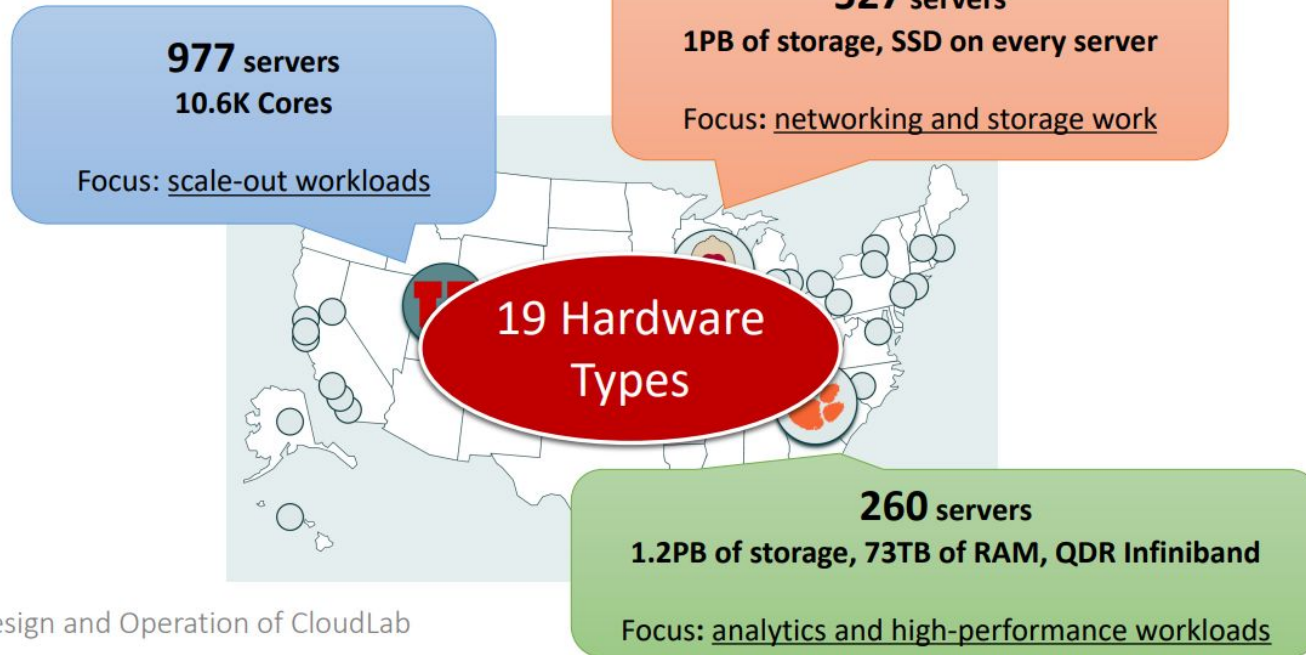 977 servers
10.6K Cores
Focus: scale-out workloads
527 servers
1PB of storage, SSD on every server
Focus: networking and storage work
19 Hardware
Types
260 servers
1.2PB of storage, 73TB of RAM, QDR Infiniband
Focus: analytics and high-performance workloads
esign and Operation of CloudLab